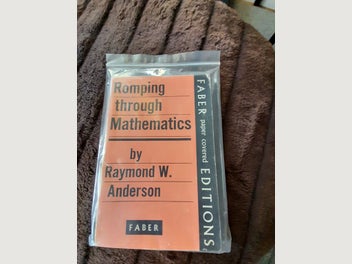 Romping
through
Mathematics
by
Raymond W.
Anderson
FABER
FABER paper covered EDITIONS